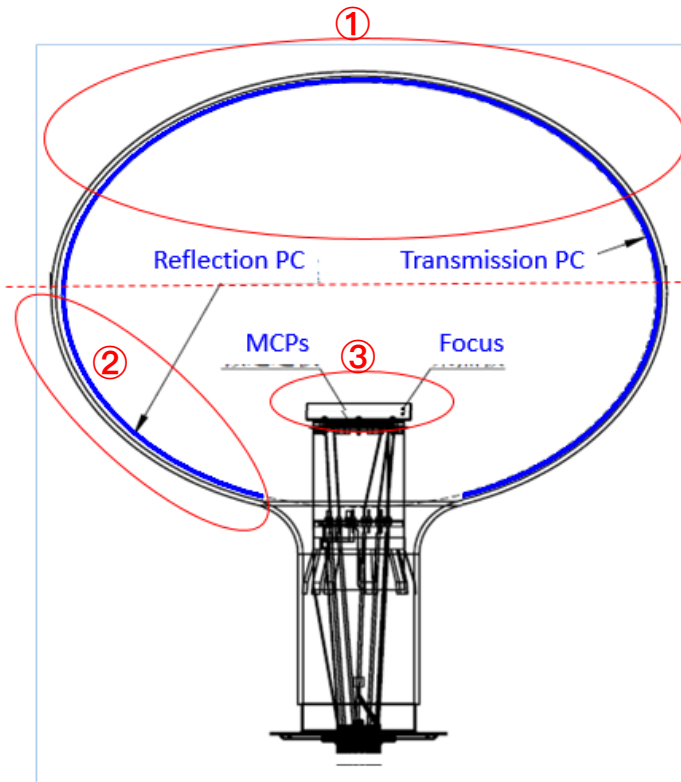 ①
Reflection PC
Transmission PC
②
MCPs
③
Focus